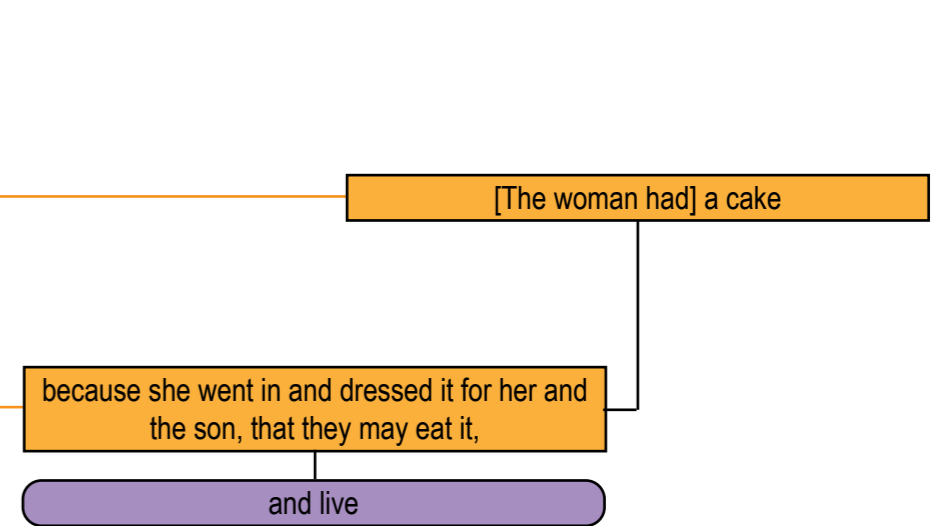 [The woman had] a cake
because she went in and dressed it for her and
the son, that they may eat it,
and live